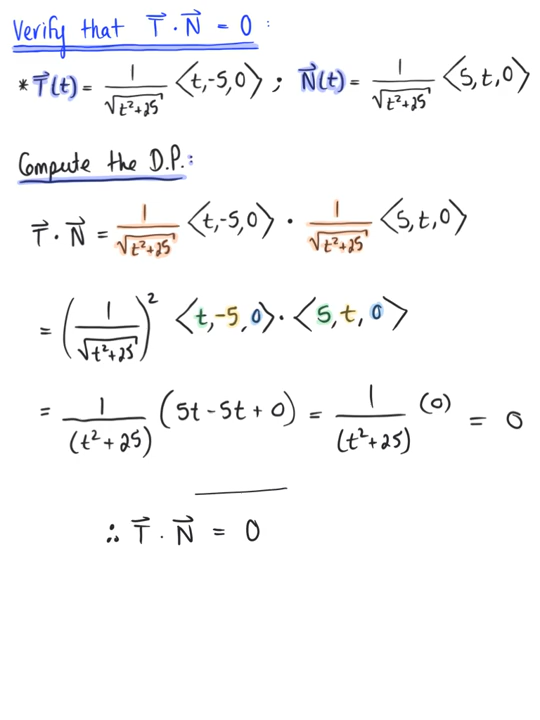 Verify that T⃗ · N⃗ = 0 :
* T⃗(t) = 1/√(t²+25) ⟨t,-5,0⟩ ; N⃗(t) = 1/√(t²+25) ⟨5,t,0⟩
Compute the D.P.:
T⃗ · N⃗ = 1/√(t²+25) ⟨t,-5,0⟩ · 1/√(t²+25) ⟨5,t,0⟩
= (1/√(t²+25))² ⟨t,-5,0⟩ · ⟨5,t,0⟩
= 1/(t²+25) (5t-5t+0) = 1/(t²+25) (0) = 0
∴ T⃗ · N⃗ = 0